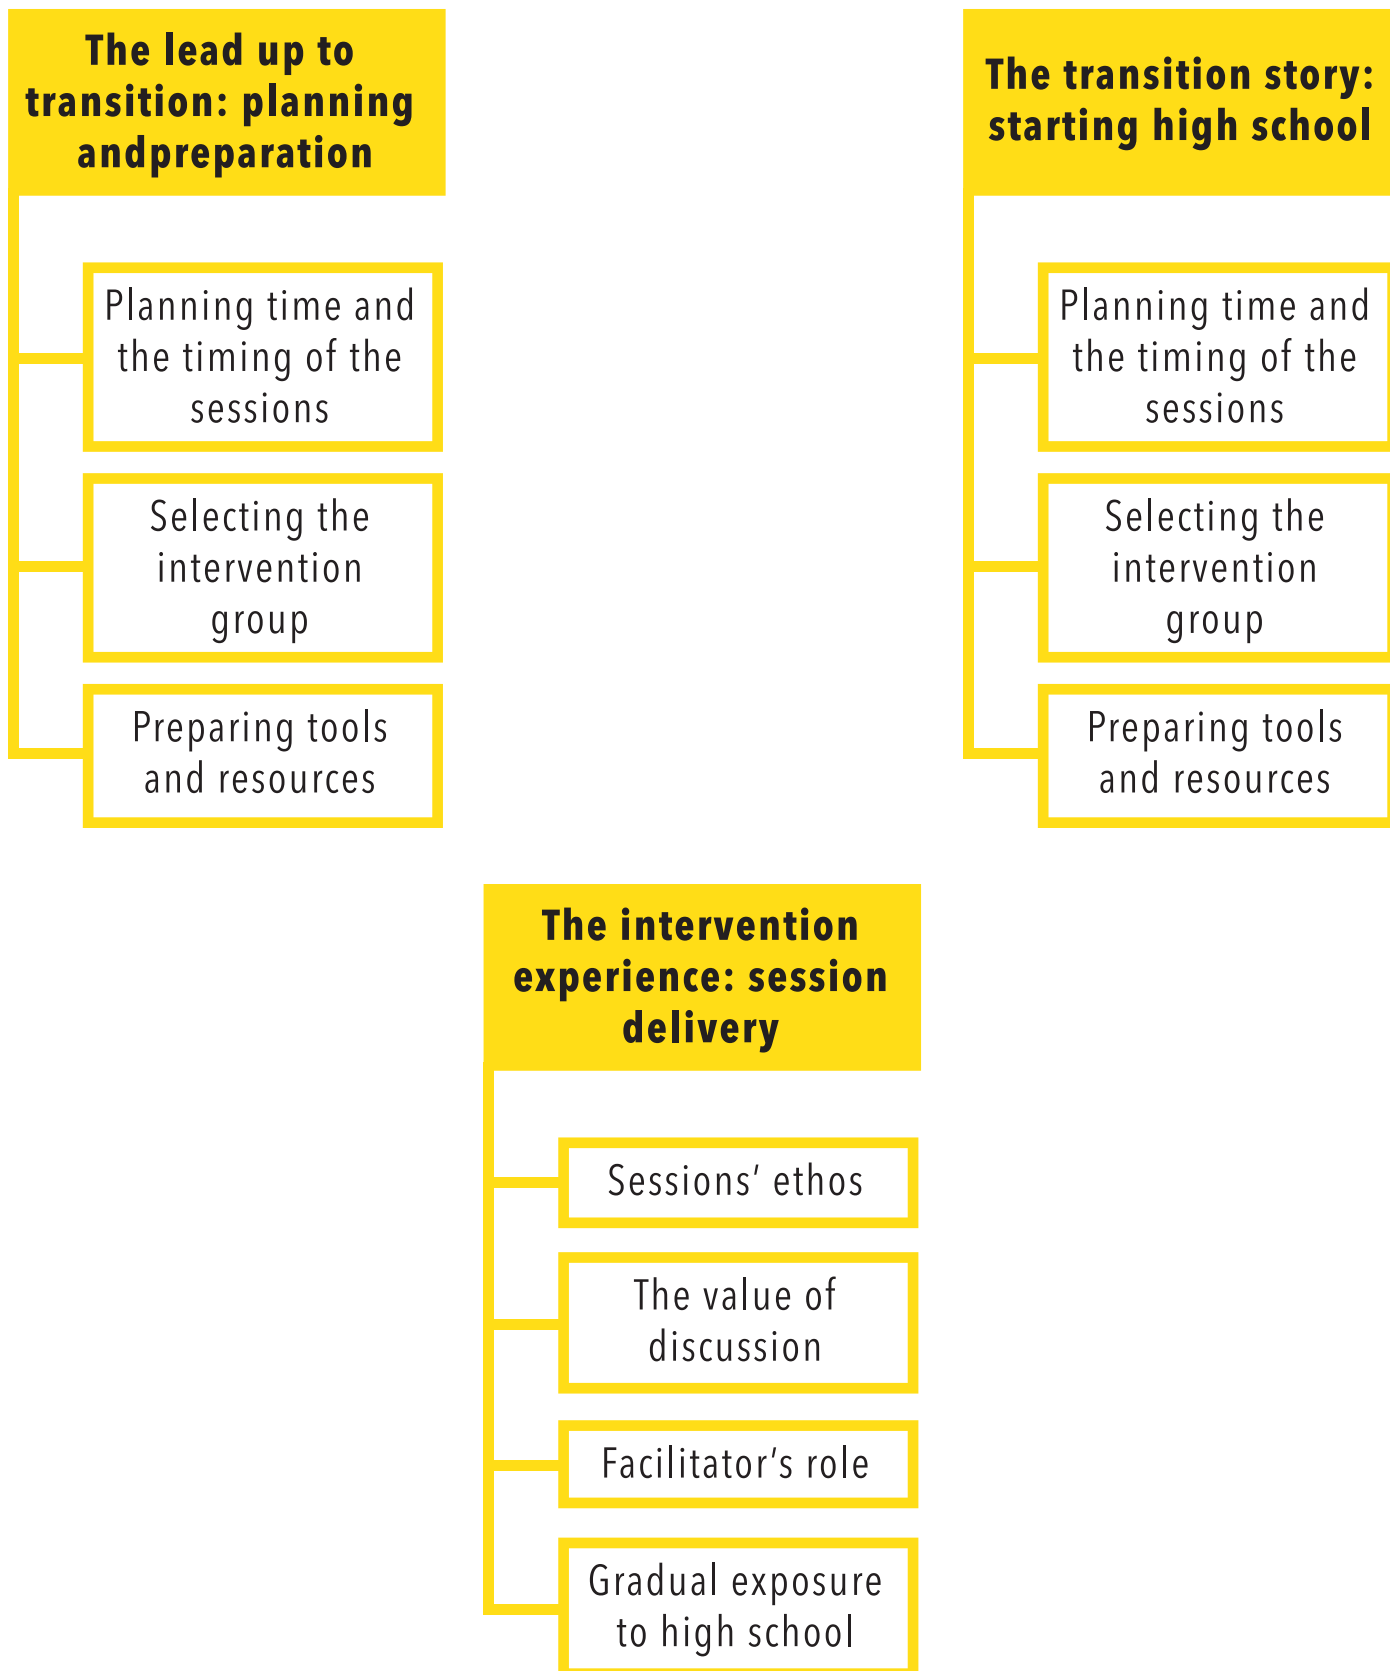 The lead up to
transition: planning
andpreparation
Planning time and
the timing of the
sessions
Selecting the
intervention
group
Preparing tools
and resources
The transition story:
starting high school
Planning time and
the timing of the
sessions
Selecting the
intervention
group
Preparing tools
and resources
The intervention
experience: session
delivery
Sessions’ ethos
The value of
discussion
Facilitator’s role
Gradual exposure
to high school